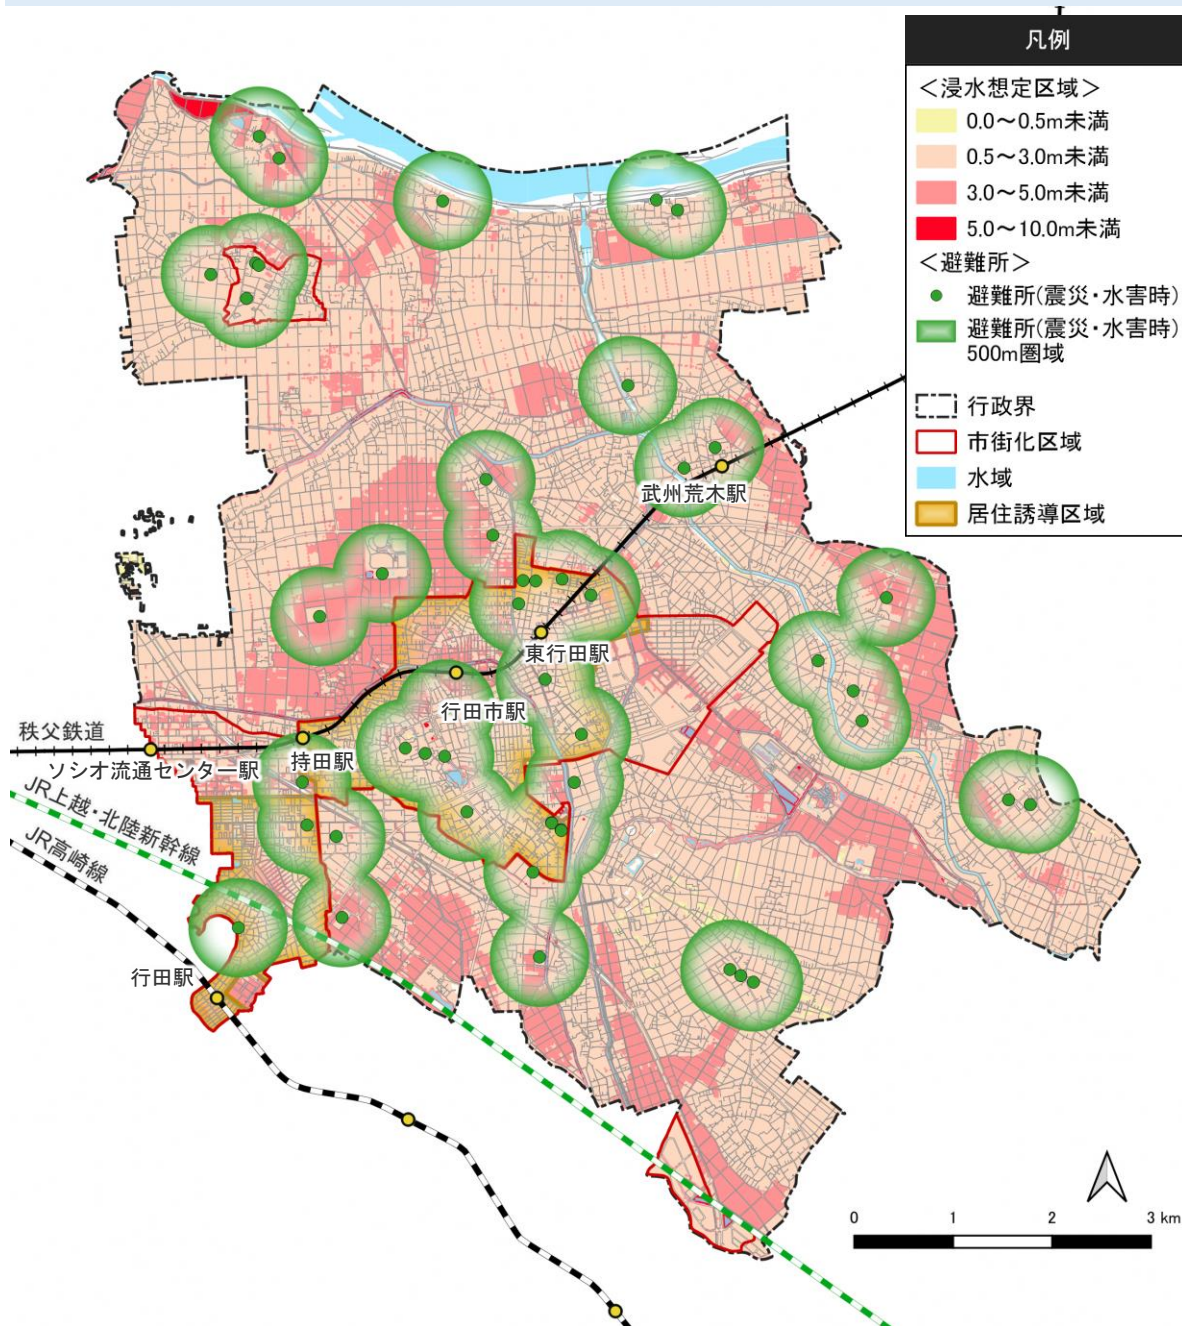 凡例
<浸水想定区域>
0.0～0.5m未満
0.5～3.0m未満
3.0～5.0m未満
5.0～10.0m未満
<避難所>
避難所(震災・水害時)
避難所(震災・水害時)
500m圏域
行政界
市街化区域
水域
居住誘導区域
武州荒木駅
東行田駅
行田市駅
秩父鉄道
持田駅
ソシオ流通センター駅
JR上越・北陸新幹線
JR高崎線
行田駅
0 1 2 3 km